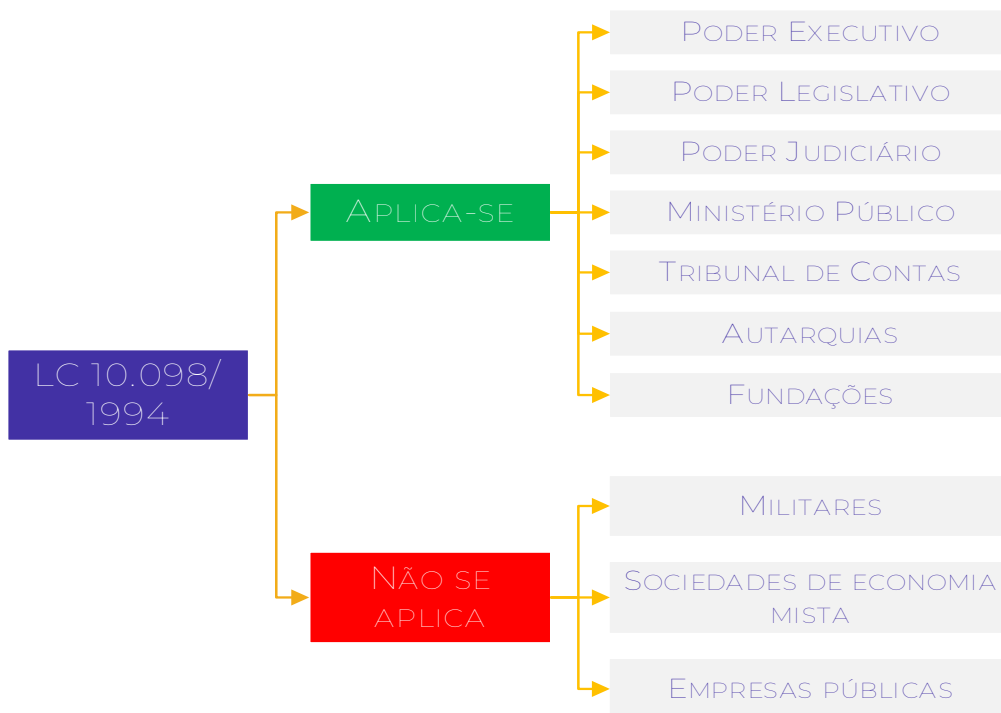 LC 10.098/
1994
Aplica-se
Poder Executivo
Poder Legislativo
Poder Judiciário
Ministério Público
Tribunal de Contas
Autarquias
Fundações
Não se
aplica
Militares
Sociedades de economia
mista
Empresas públicas